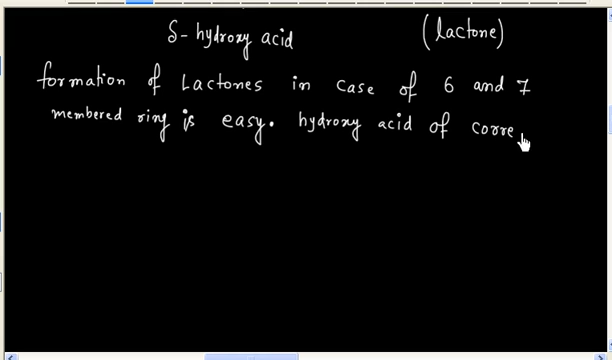 δ- hydroxy acid (lactone)
formation of Lactones in case of 6 and 7
membered ring is easy. hydroxy acid of corre